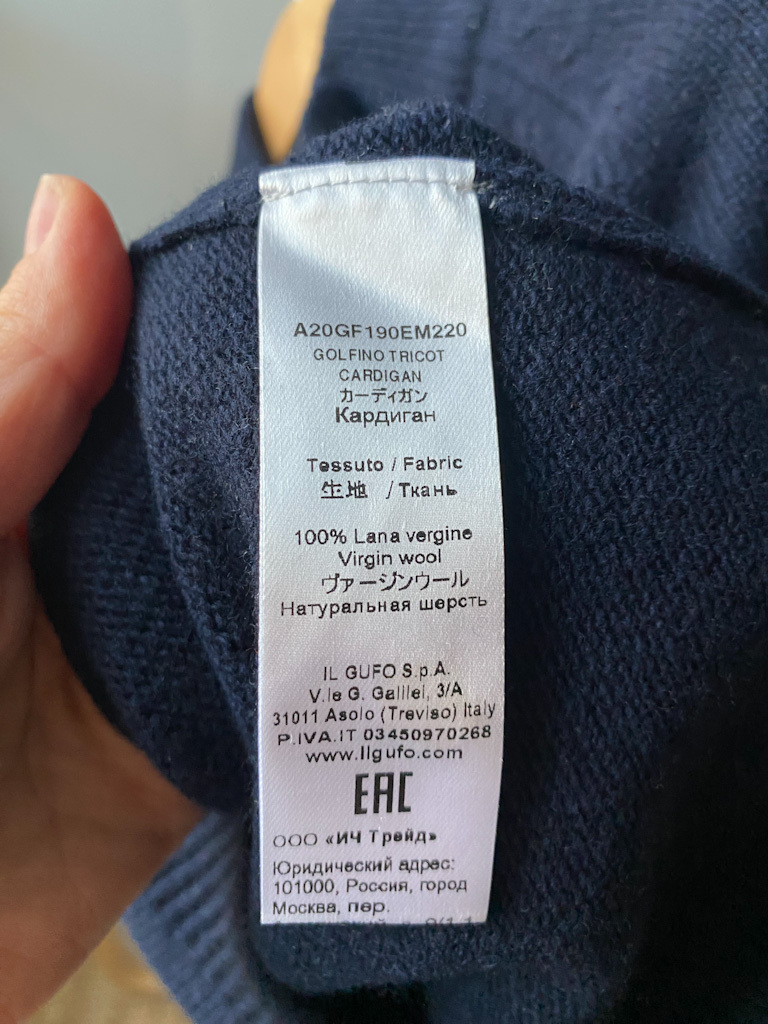 A20GF190EM220
GOLFINO TRICOT
CARDIGAN
カーディガン
Кардиган
Tessuto / Fabric
生地 / Ткань
100% Lana vergine
Virgin wool
ヴァージンウール
Натуральная шерсть
IL GUFO S.p.A.
V.le G. Galilei, 3/A
31011 Asolo (Treviso) Italy
P.IVA.IT 03450970268
www.ilgufo.com
EAC
ООО «ИЧ Трейд»
Юридический адрес:
101000, Россия, город
Москва, пер.